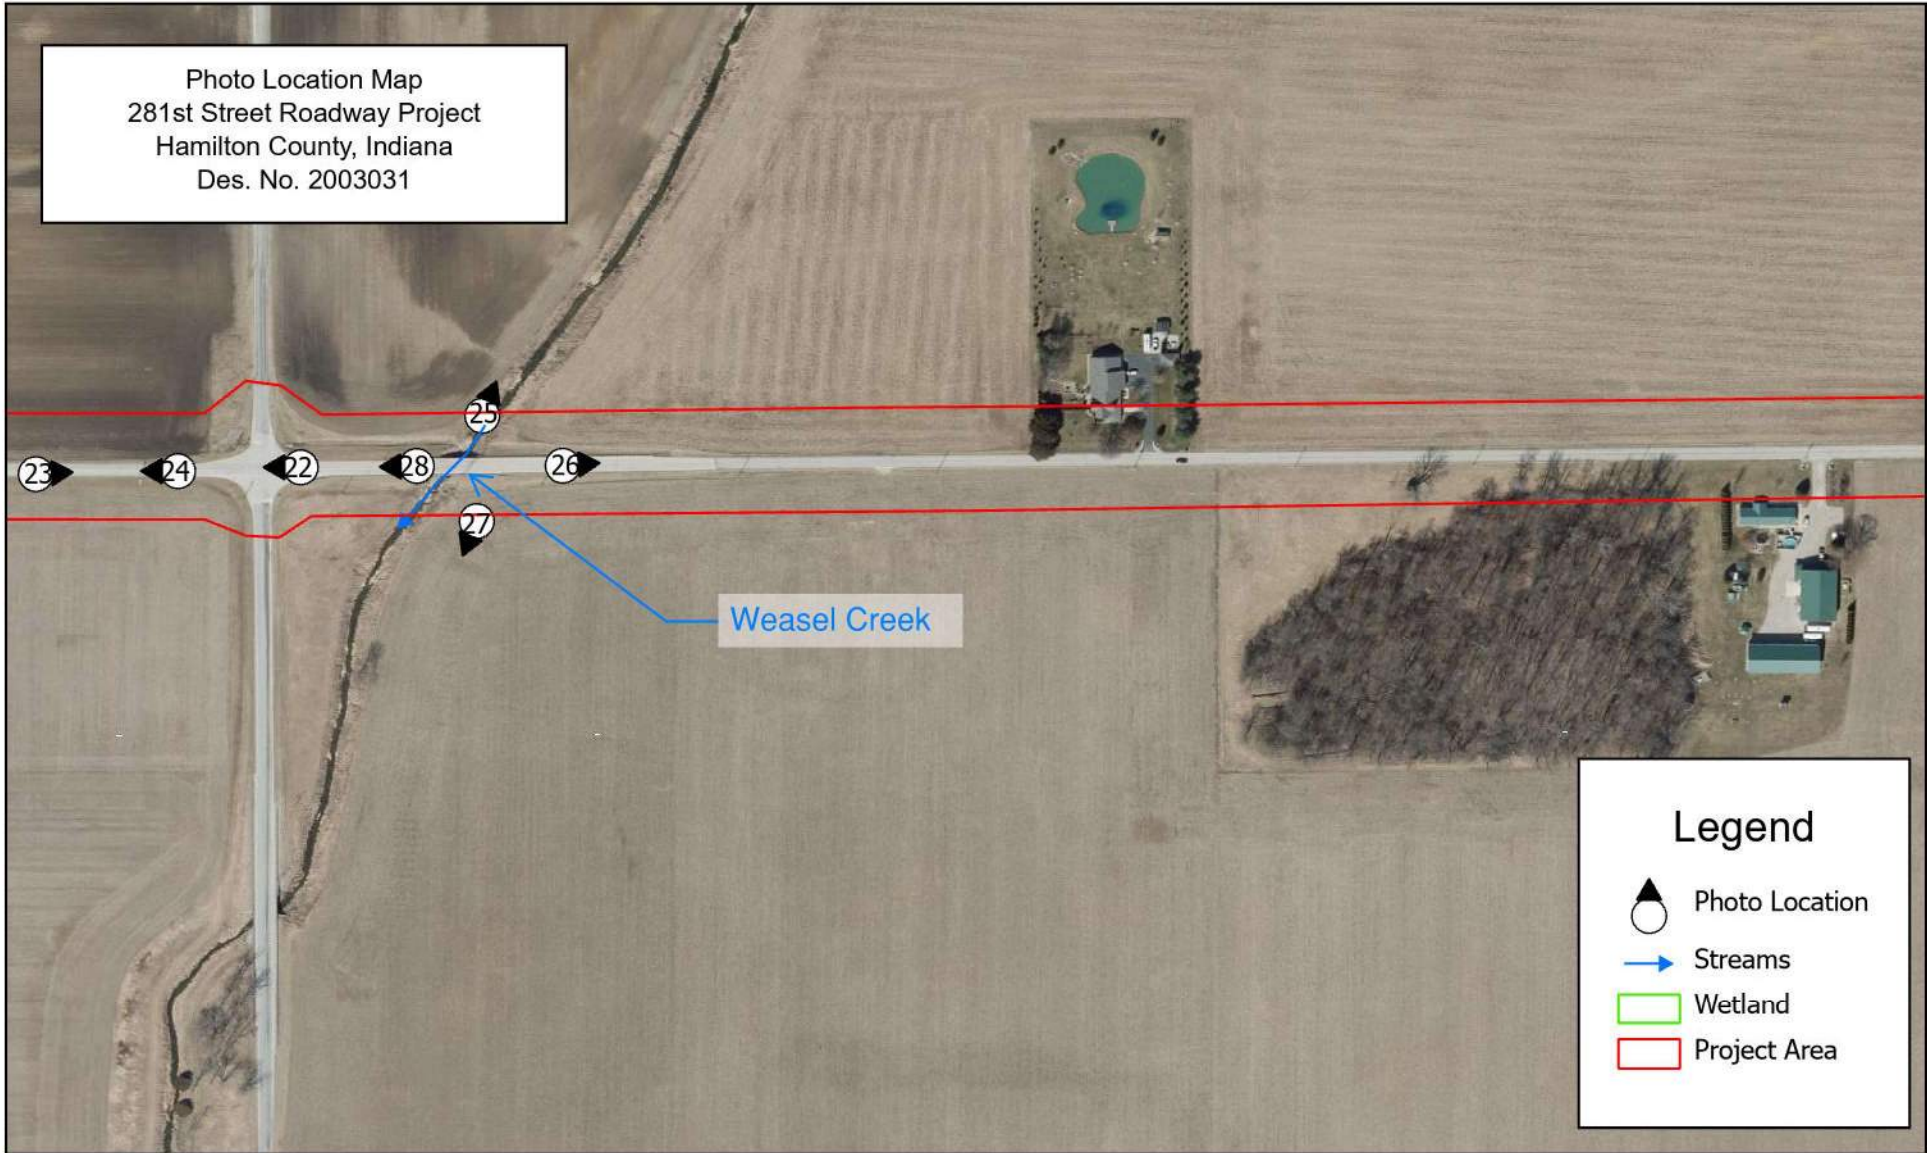 Photo Location Map
281st Street Roadway Project
Hamilton County, Indiana
Des. No. 2003031
25
23
24
22
28
26
27
Weasel Creek
Legend
Photo Location
Streams
Wetland
Project Area